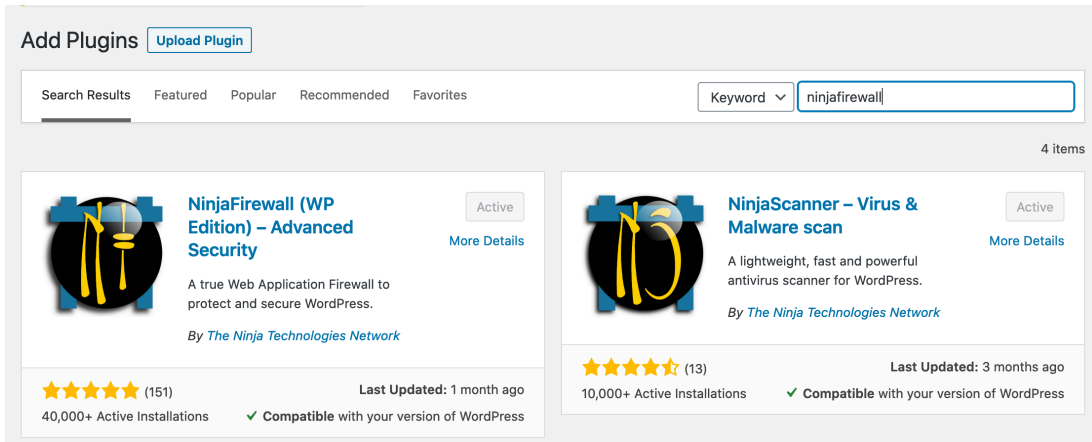 Add Plugins Upload Plugin
Search Results Featured Popular Recommended Favorites Keyword ninjafirewall
4 items
NinjaFirewall (WP
Edition) – Advanced
Security
Active
More Details
A true Web Application Firewall to
protect and secure WordPress.
By The Ninja Technologies Network
(151)
Last Updated: 1 month ago
40,000+ Active Installations
Compatible with your version of WordPress
NinjaScanner – Virus &
Malware scan
Active
More Details
A lightweight, fast and powerful
antivirus scanner for WordPress.
By The Ninja Technologies Network
(13)
Last Updated: 3 months ago
10,000+ Active Installations
Compatible with your version of WordPress